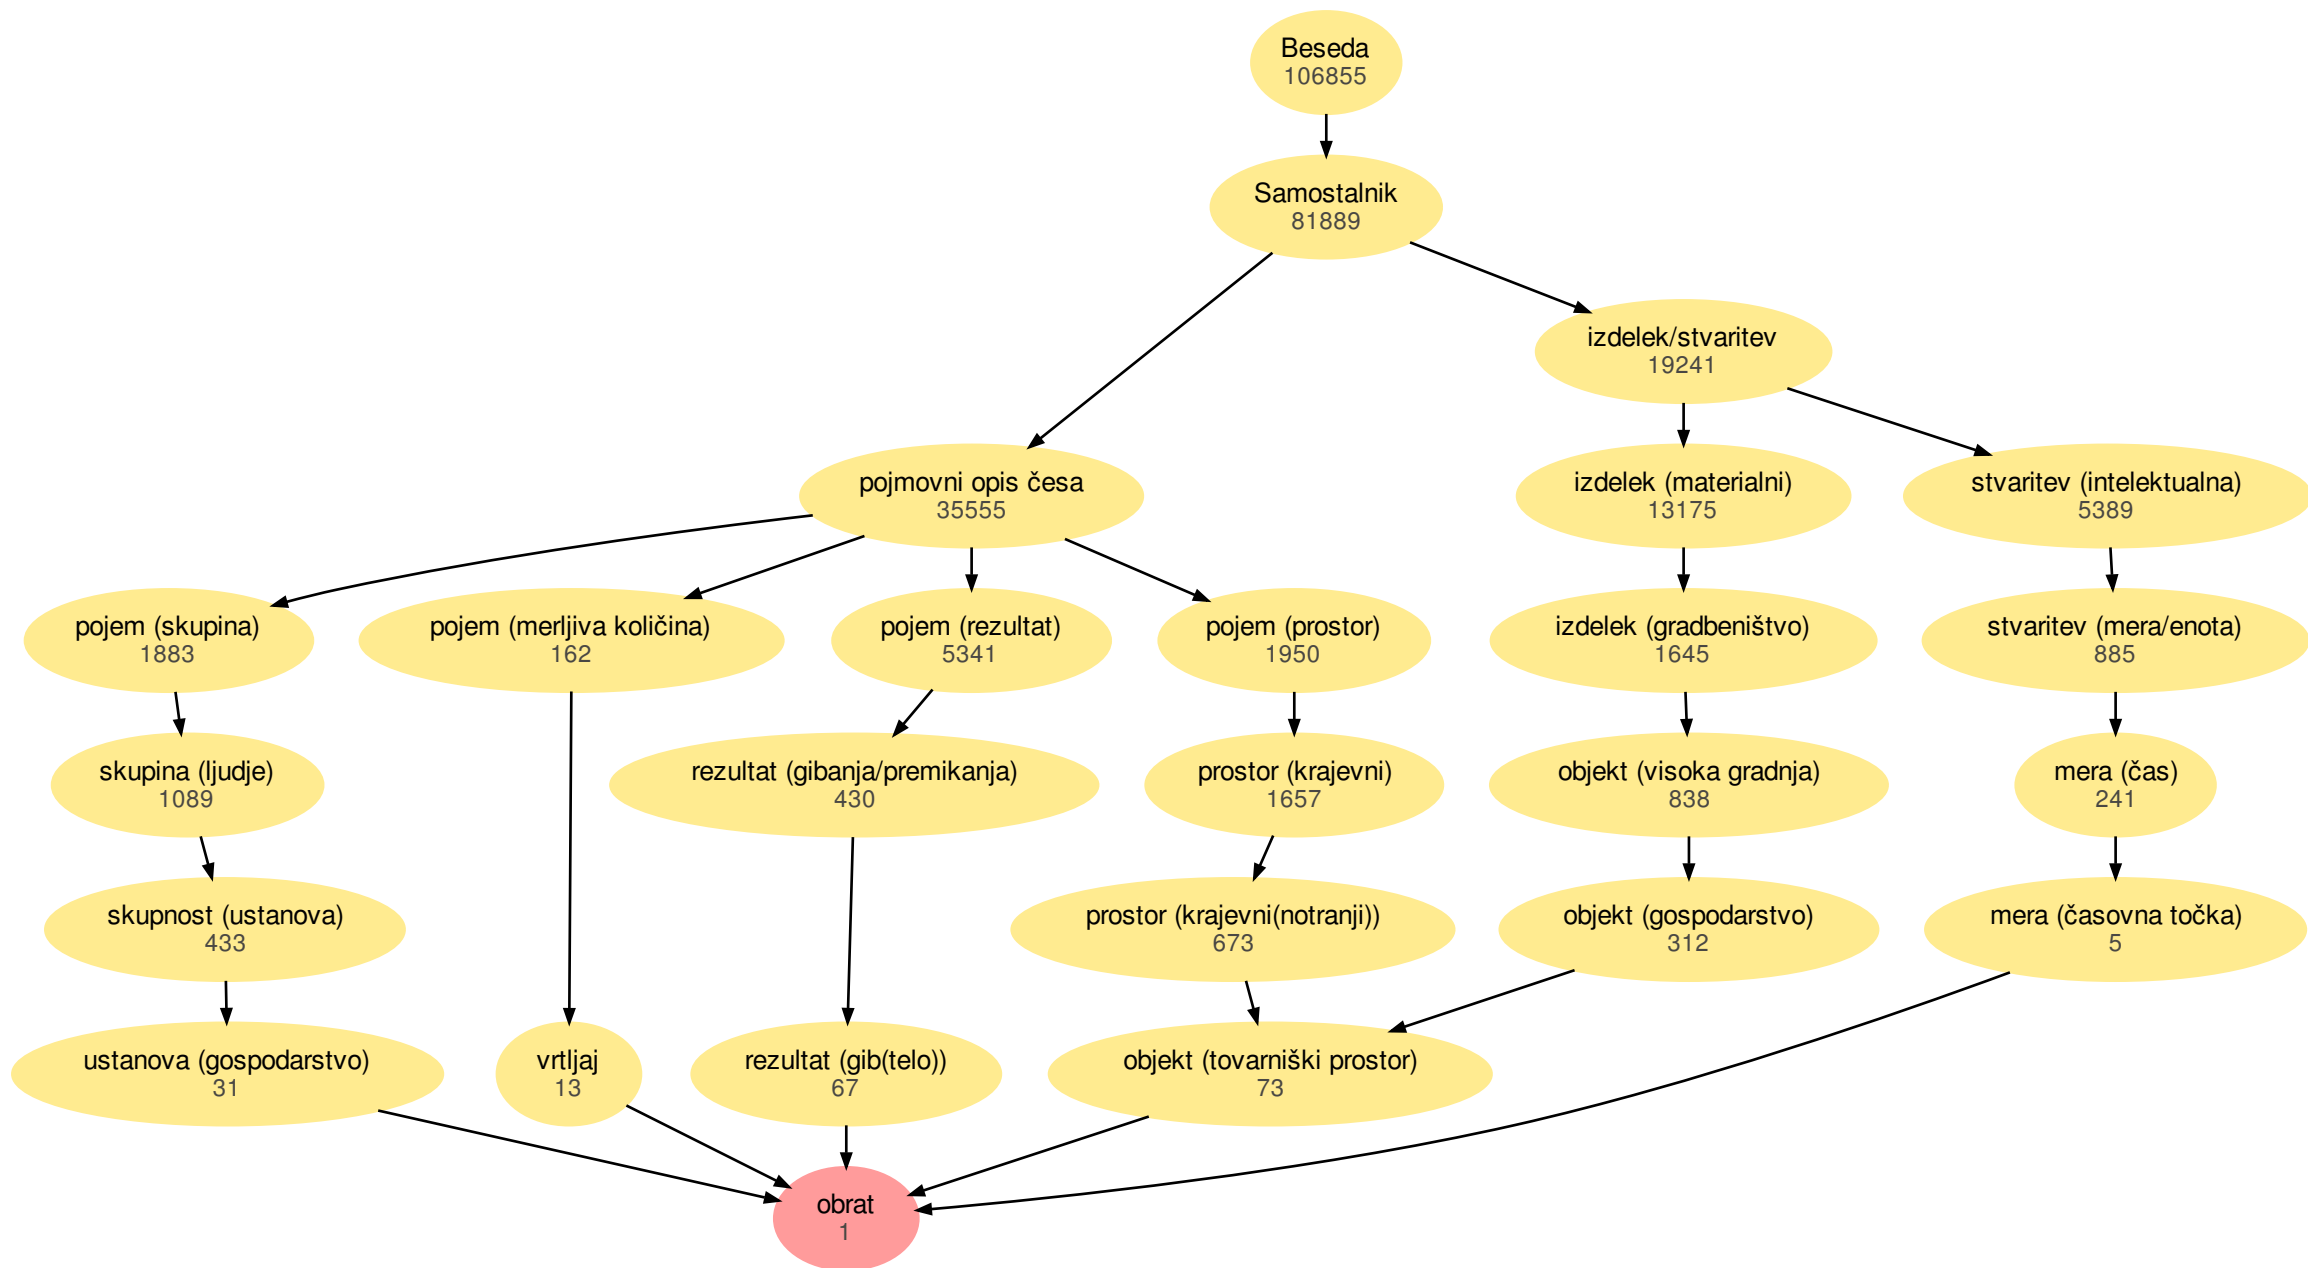 Beseda
106855
Samostalnik
81889
izdelek/stvaritev
19241
pojmovni opis česa
35555
izdelek (materialni)
13175
stvaritev (intelektualna)
5389
pojem (skupina)
1883
pojem (merljiva količina)
162
pojem (rezultat)
5341
pojem (prostor)
1950
izdelek (gradbeništvo)
1645
stvaritev (mera/enota)
885
skupina (ljudje)
1089
rezultat (gibanja/premikanja)
430
prostor (krajevni)
1657
objekt (visoka gradnja)
838
mera (čas)
241
skupnost (ustanova)
433
prostor (krajevni(notranji))
673
objekt (gospodarstvo)
312
mera (časovna točka)
5
ustanova (gospodarstvo)
31
vrtljaj
13
rezultat (gib(telo))
67
objekt (tovarniški prostor)
73
obrat
1